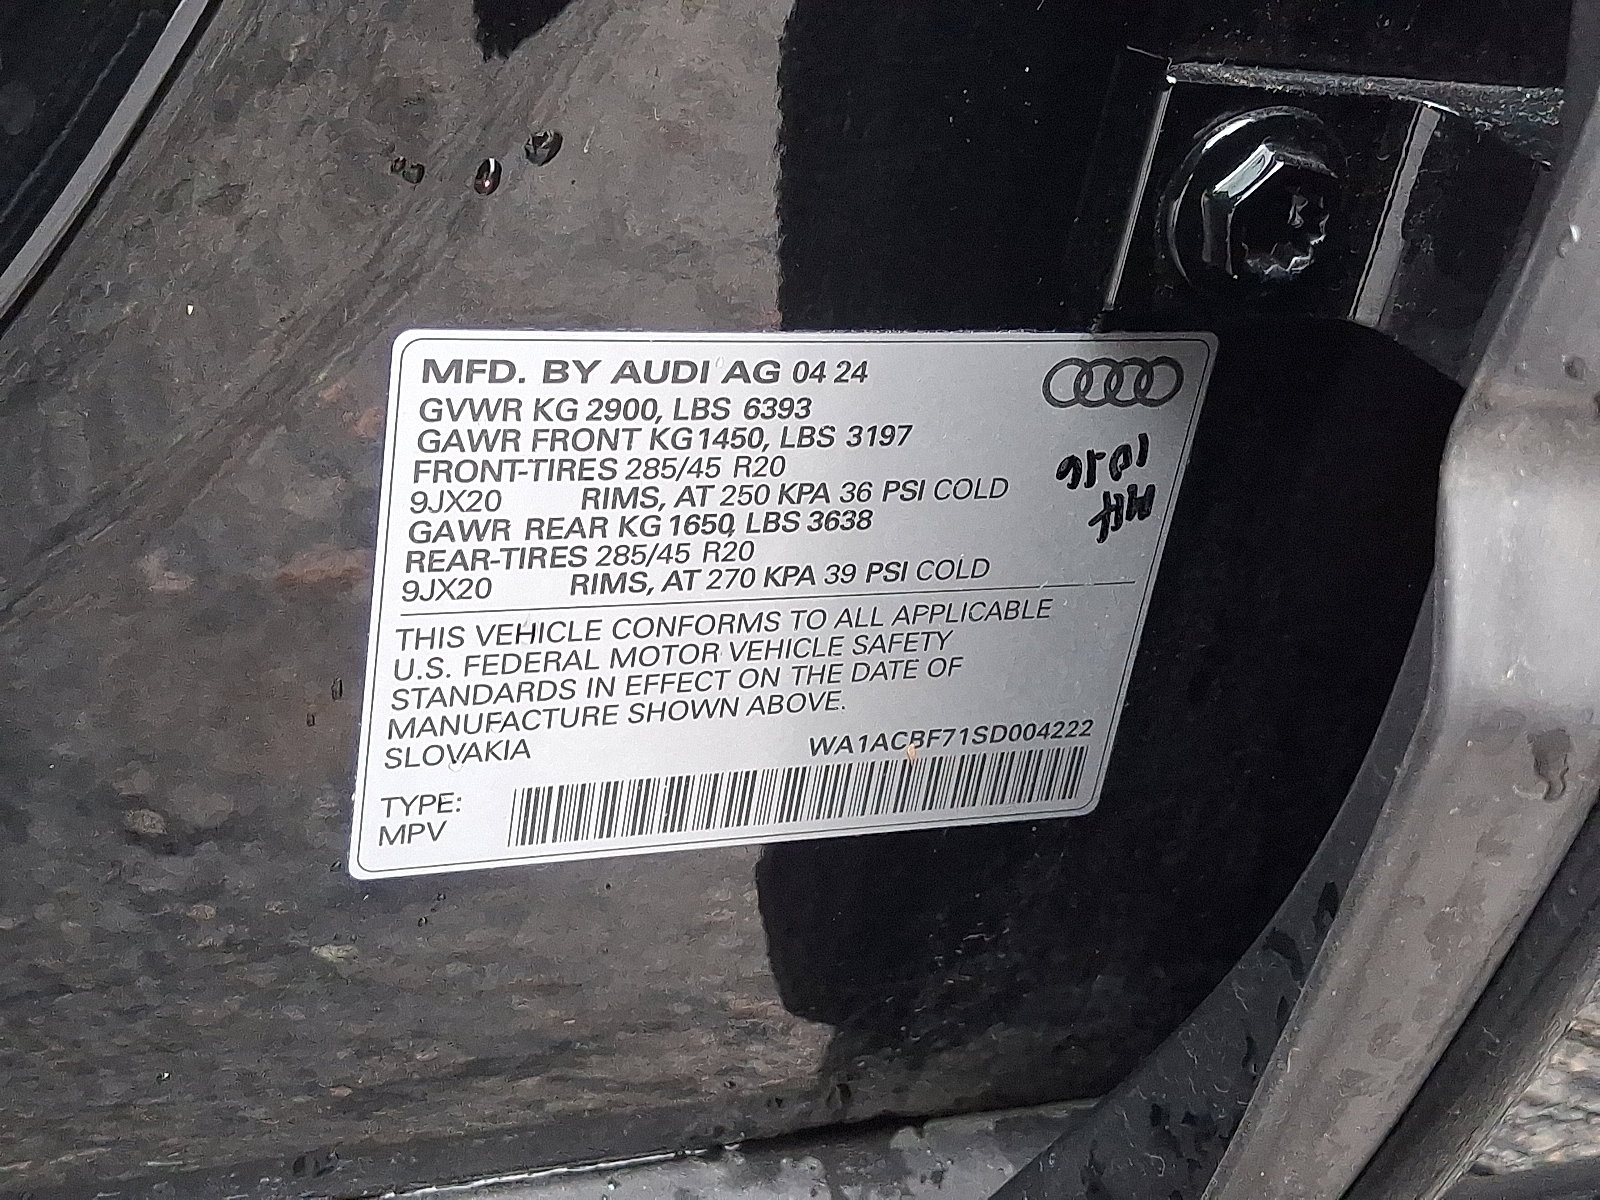 MFD. BY AUDI AG 04 24
GVWR KG 2900, LBS 6393
GAWR FRONT KG 1450, LBS 3197
FRONT-TIRES 285/45 R20
9JX20 RIMS, AT 250 KPA 36 PSI COLD
GAWR REAR KG 1650, LBS 3638
REAR-TIRES 285/45 R20
9JX20 RIMS, AT 270 KPA 39 PSI COLD
THIS VEHICLE CONFORMS TO ALL APPLICABLE
U.S. FEDERAL MOTOR VEHICLE SAFETY
STANDARDS IN EFFECT ON THE DATE OF
MANUFACTURE SHOWN ABOVE.
SLOVAKIA
WA1ACBF71SD004222
TYPE:
MPV